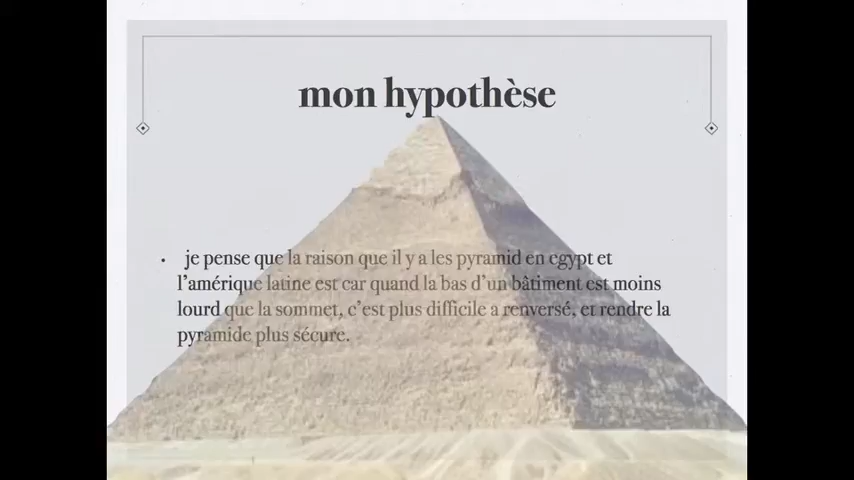 mon hypothèse
• je pense que la raison que il y a les pyramid en egypt et
l'amérique latine est car quand la bas d'un bâtiment est moins
lourd que la sommet, c'est plus difficile a renversé, et rendre la
pyramide plus sécure.